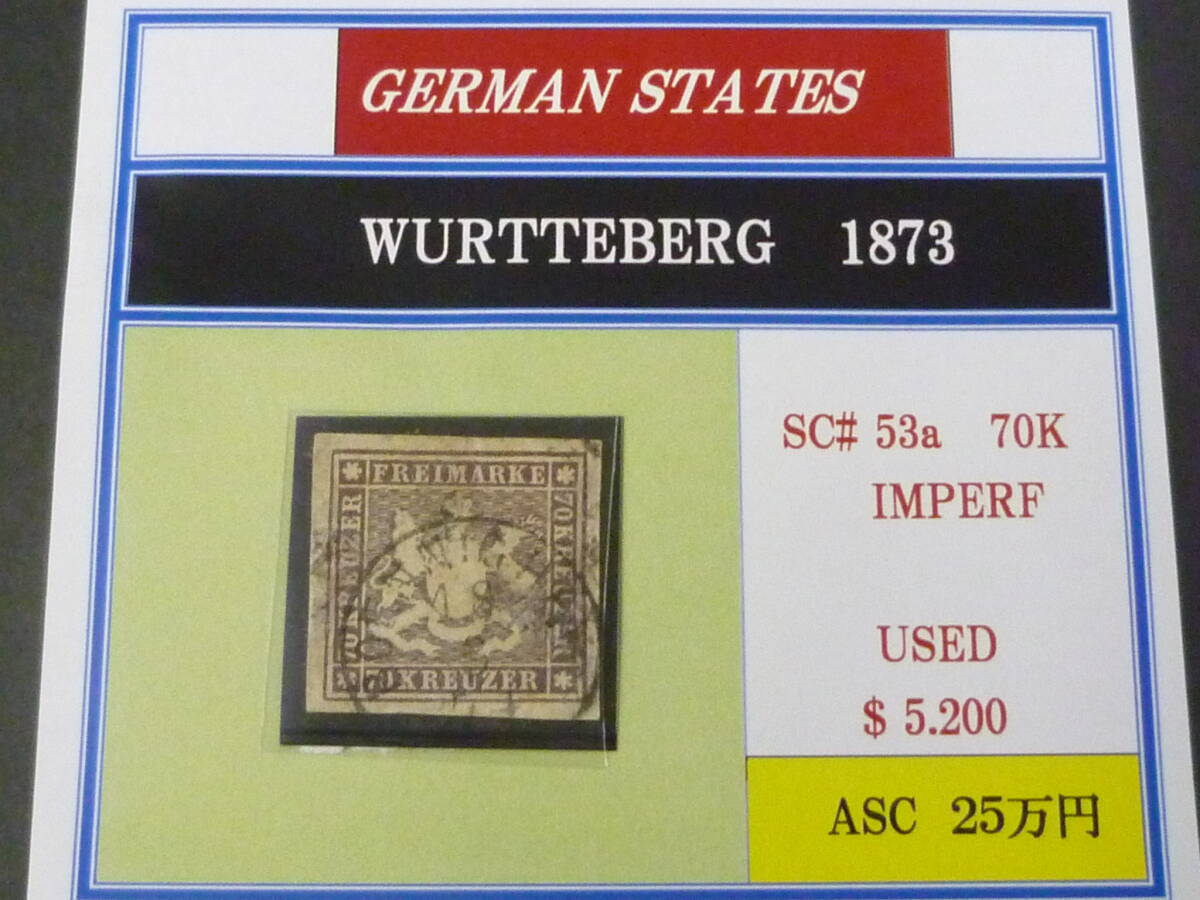 GERMAN STATES
WURTTEBERG 1873
SC# 53a 70K
IMPERF
USED
$ 5.200
ASC 25万円
FREIMARKE
70 KREUZER
70 KREUZER
70 KREUZER